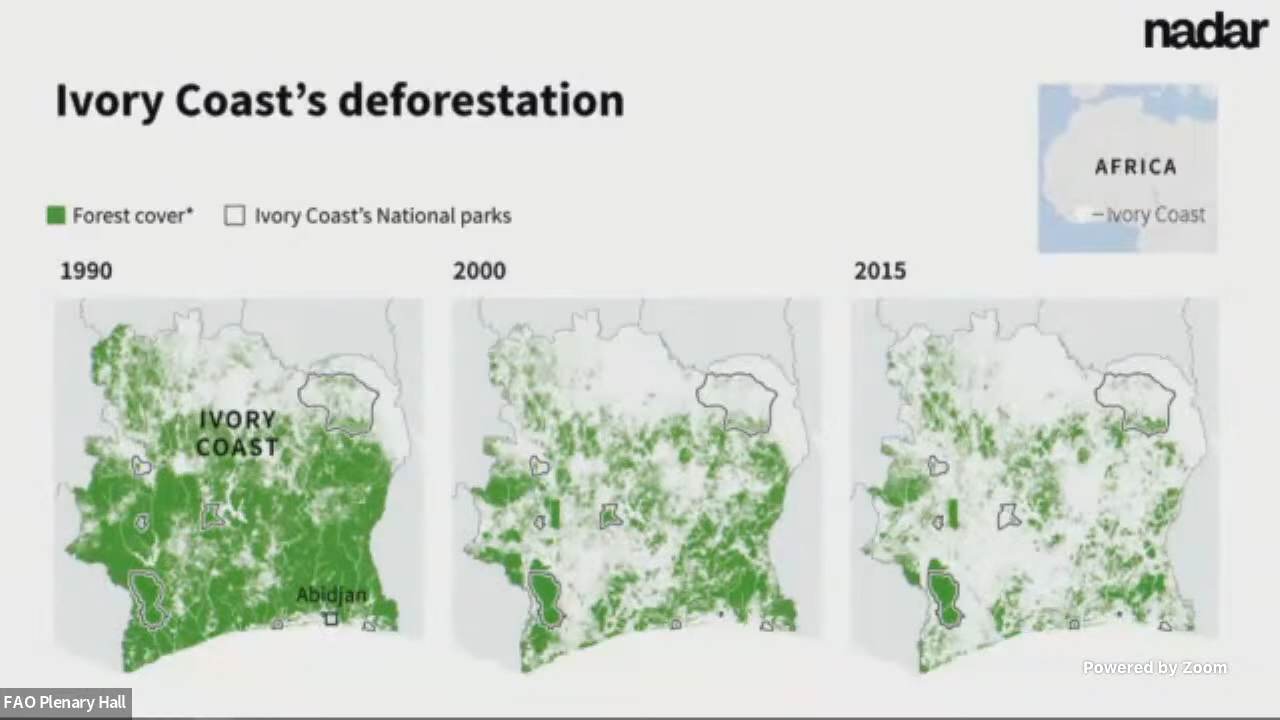 nadar
Ivory Coast’s deforestation
AFRICA
Ivory Coast
Forest cover*
Ivory Coast’s National parks
1990
2000
2015
IVORY
COAST
Abidjan
Powered by Zoom
FAO Plenary Hall